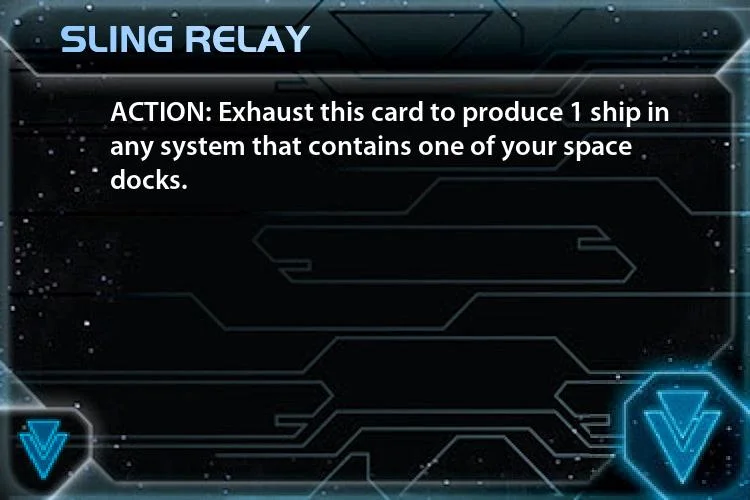 SLING RELAY
ACTION: Exhaust this card to produce 1 ship in
any system that contains one of your space
docks.